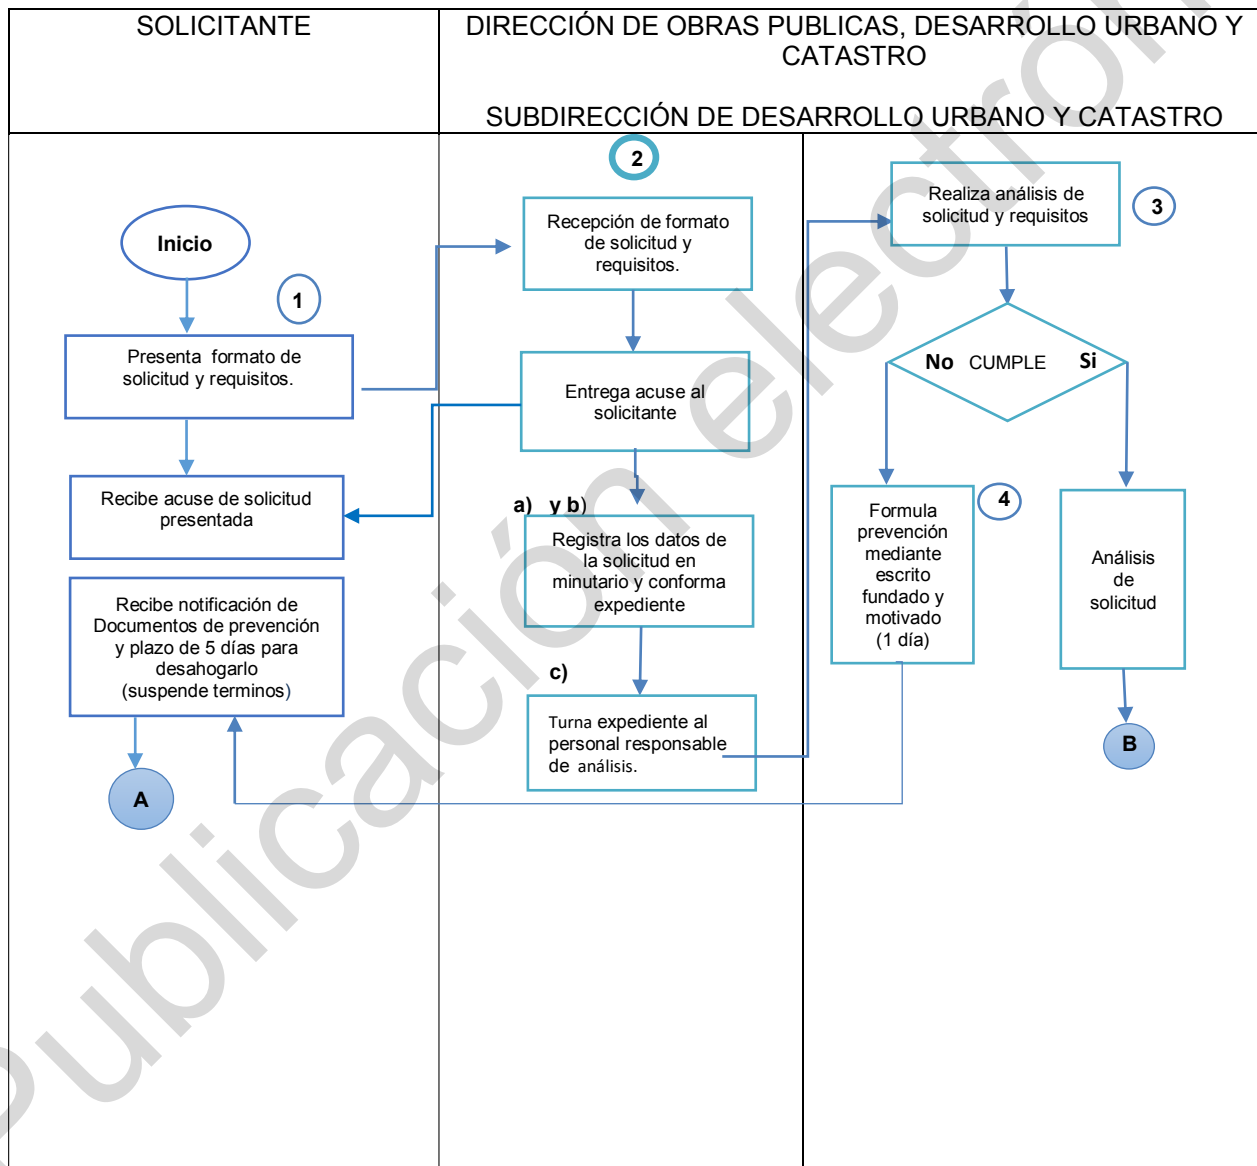 SOLICITANTE
DIRECCIÓN DE OBRAS PUBLICAS, DESARROLLO URBANO Y
CATASTRO
SUBDIRECCIÓN DE DESARROLLO URBANO Y CATASTRO
Inicio
1
Presenta formato de
solicitud y requisitos.
Recibe acuse de solicitud
presentada
Recibe notificación de
Documentos de prevención
y plazo de 5 días para
desahogarlo
(suspende terminos)
A
2
Recepción de formato
de solicitud y
requisitos.
Entrega acuse al
solicitante
a) y b)
Registra los datos de
la solicitud en
minutario y conforma
expediente
c)
Turna expediente al
personal responsable
de análisis.
Realiza análisis de
solicitud y requisitos
3
No CUMPLE Si
Formula
prevención
mediante
escrito
fundado y
motivado
(1 día)
4
Análisis
de
solicitud
B
Publicación electrón